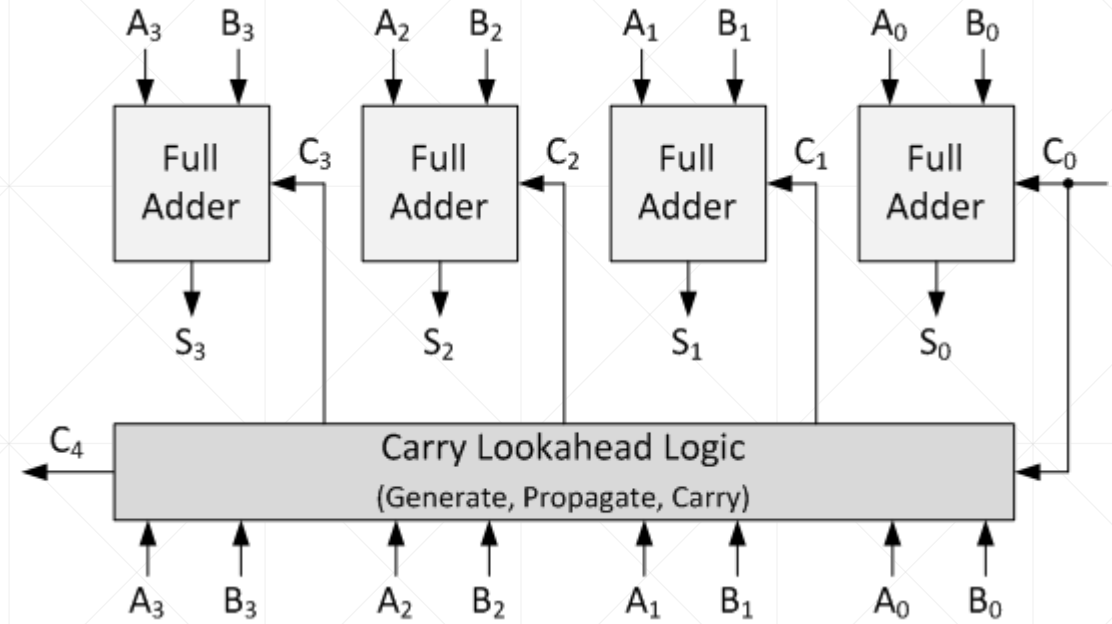 A₃ B₃ A₂ B₂ A₁ B₁ A₀ B₀
Full Adder C₃ Full Adder C₂ Full Adder C₁ Full Adder C₀
S₃ S₂ S₁ S₀
C₄
Carry Lookahead Logic
(Generate, Propagate, Carry)
A₃ B₃ A₂ B₂ A₁ B₁ A₀ B₀